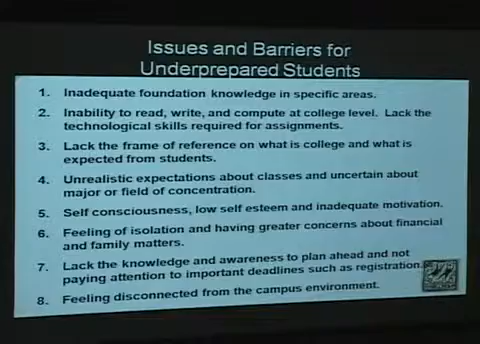 Issues and Barriers for
Underprepared Students
1. Inadequate foundation knowledge in specific areas.
2. Inability to read, write, and compute at college level. Lack the
technological skills required for assignments.
3. Lack the frame of reference on what is college and what is
expected from students.
4. Unrealistic expectations about classes and uncertain about
major or field of concentration.
5. Self consciousness, low self esteem and inadequate motivation.
6. Feeling of isolation and having greater concerns about financial
and family matters.
7. Lack the knowledge and awareness to plan ahead and not
paying attention to important deadlines such as registration.
8. Feeling disconnected from the campus environment.